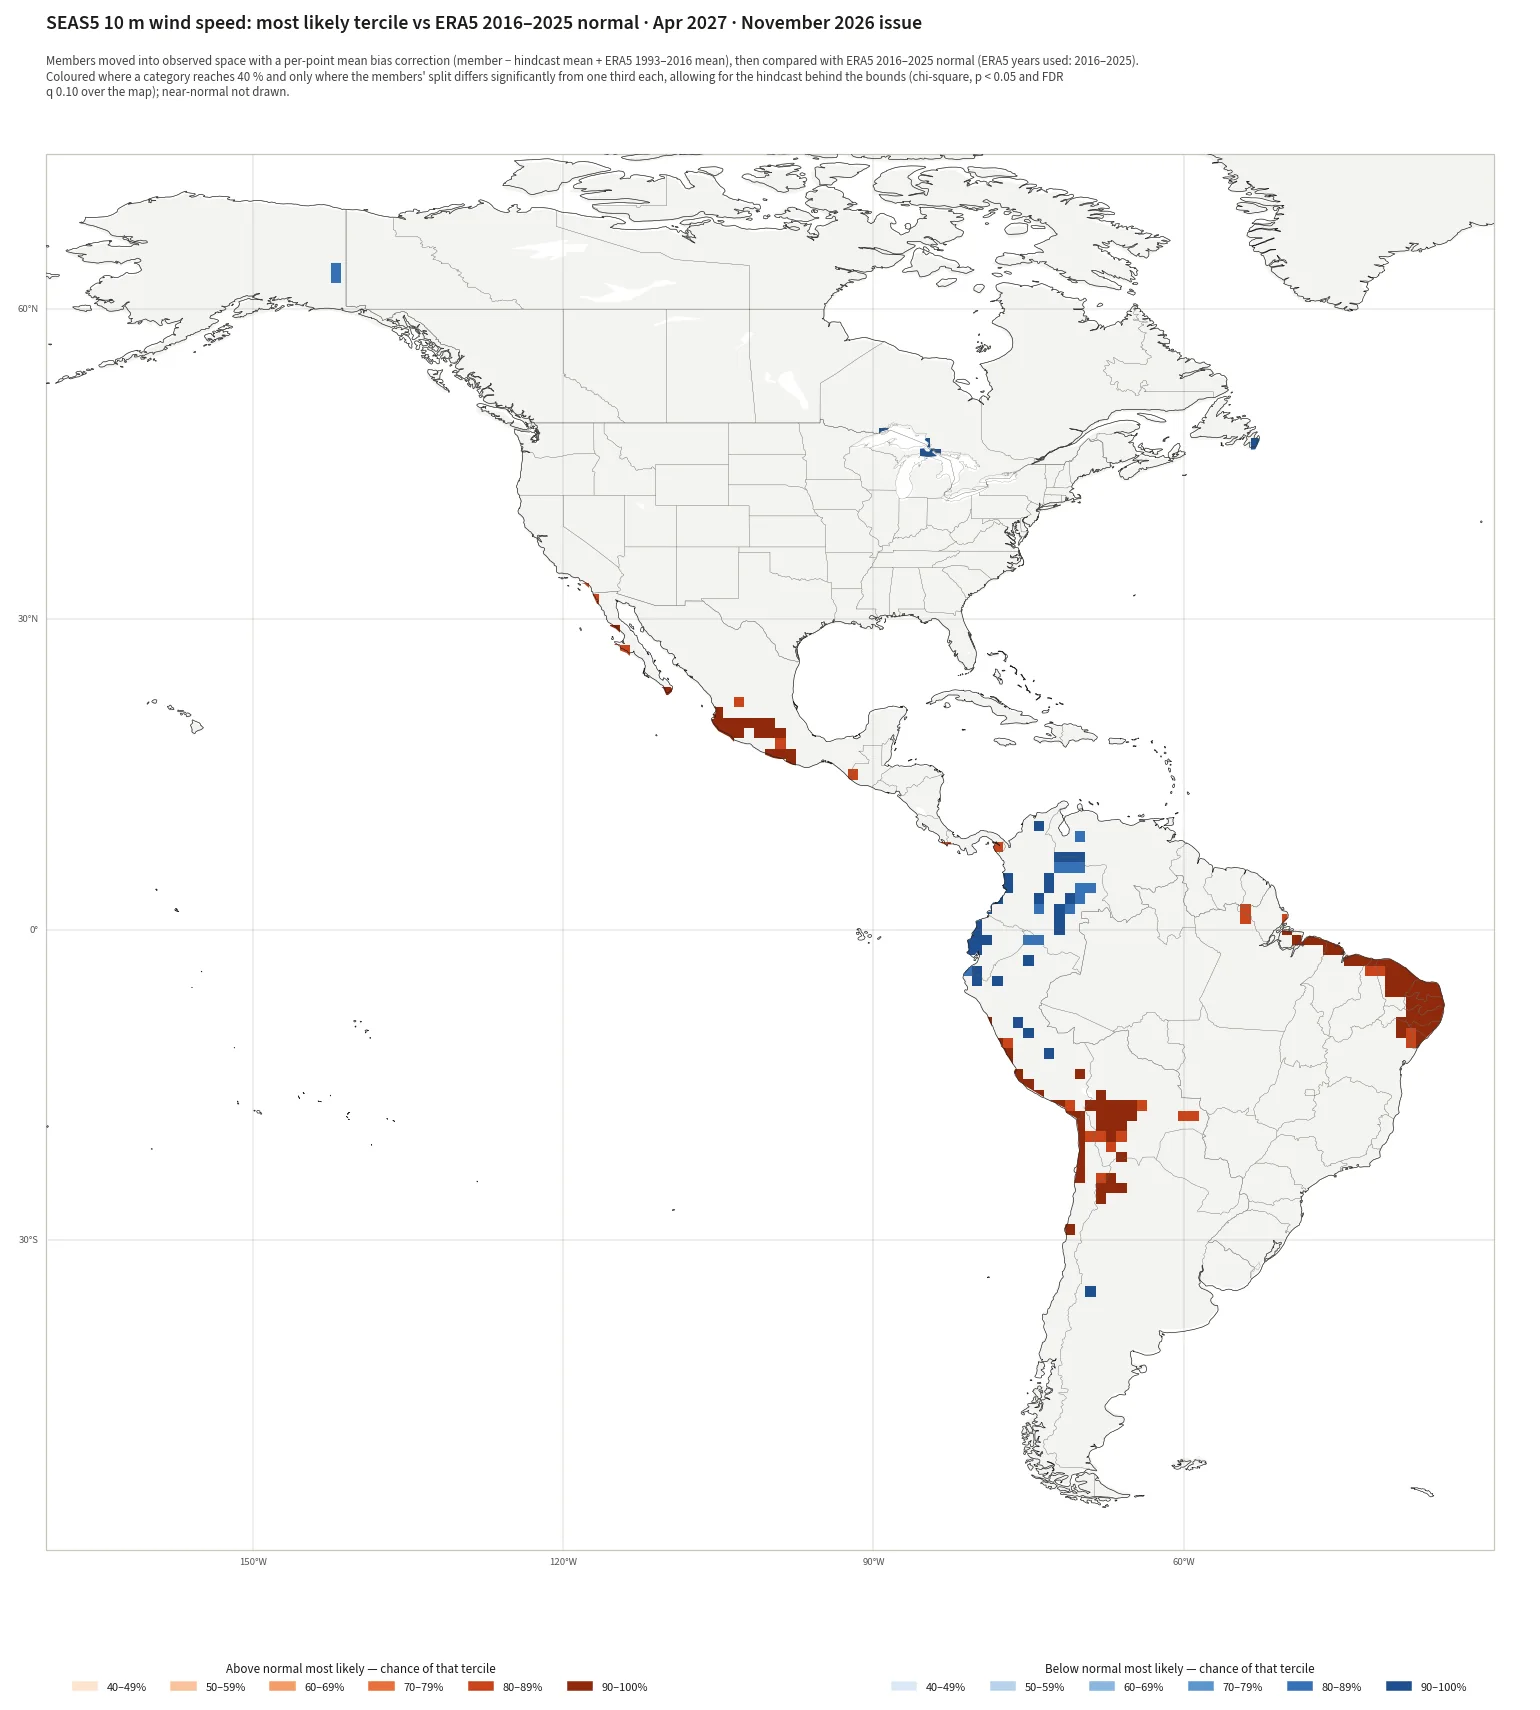 SEAS5 10 m wind speed: most likely tercile vs ERA5 2016–2025 normal · Apr 2027 · November 2026 issue
Members moved into observed space with a per-point mean bias correction (member − hindcast mean + ERA5 1993–2016 mean), then compared with ERA5 2016–2025 normal (ERA5 years used: 2016–2025).
Coloured where a category reaches 40 % and only where the members' split differs significantly from one third each, allowing for the hindcast behind the bounds (chi-square, p < 0.05 and FDR
q 0.10 over the map); near-normal not drawn.
60°N
30°N
0°
30°S
150°W
120°W
90°W
60°W
Above normal most likely — chance of that tercile
40–49%
50–59%
60–69%
70–79%
80–89%
90–100%
Below normal most likely — chance of that tercile
40–49%
50–59%
60–69%
70–79%
80–89%
90–100%